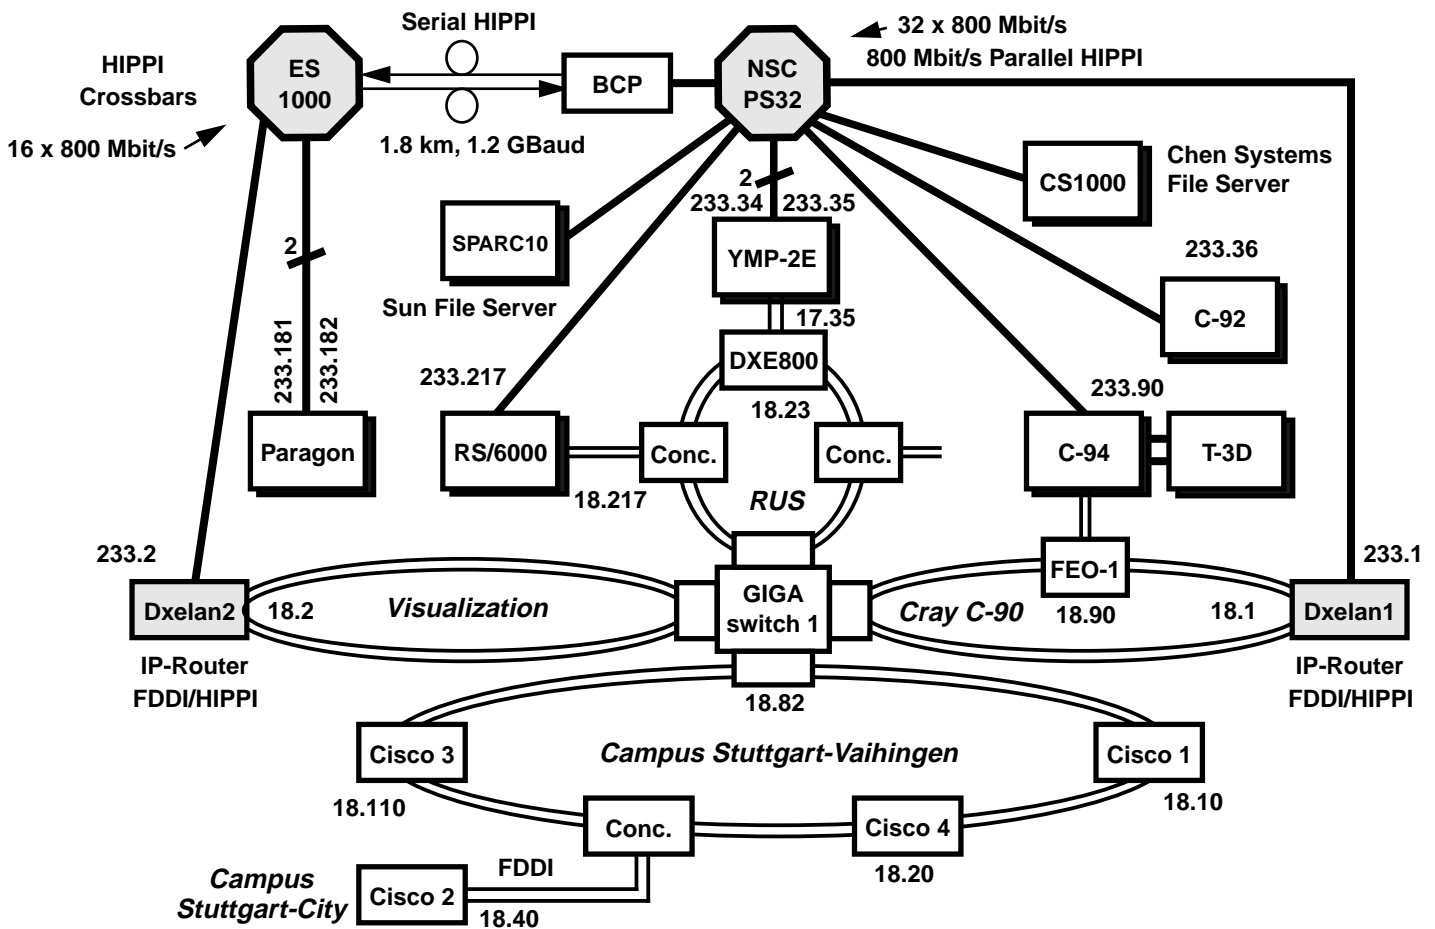 Serial HIPPI
32 x 800 Mbit/s
800 Mbit/s Parallel HIPPI
HIPPI
Crossbars
ES
1000
BCP
NSC
PS32
16 x 800 Mbit/s
1.8 km, 1.2 GBaud
Chen Systems
File Server
CS1000
2
233.34
233.35
SPARC10
YMP-2E
2
233.36
Sun File Server
17.35
C-92
233.181
233.182
DXE800
233.217
18.23
233.90
Paragon
RS/6000
Conc.
Conc.
C-94
T-3D
18.217
RUS
233.2
233.1
FEO-1
Dxelan2
18.2
Visualization
GIGA
switch 1
Cray C-90
18.90
18.1
Dxelan1
IP-Router
FDDI/HIPPI
IP-Router
FDDI/HIPPI
18.82
Cisco 3
Campus Stuttgart-Vaihingen
Cisco 1
18.110
18.10
Conc.
Cisco 4
FDDI
18.20
Campus
Stuttgart-City
Cisco 2
18.40